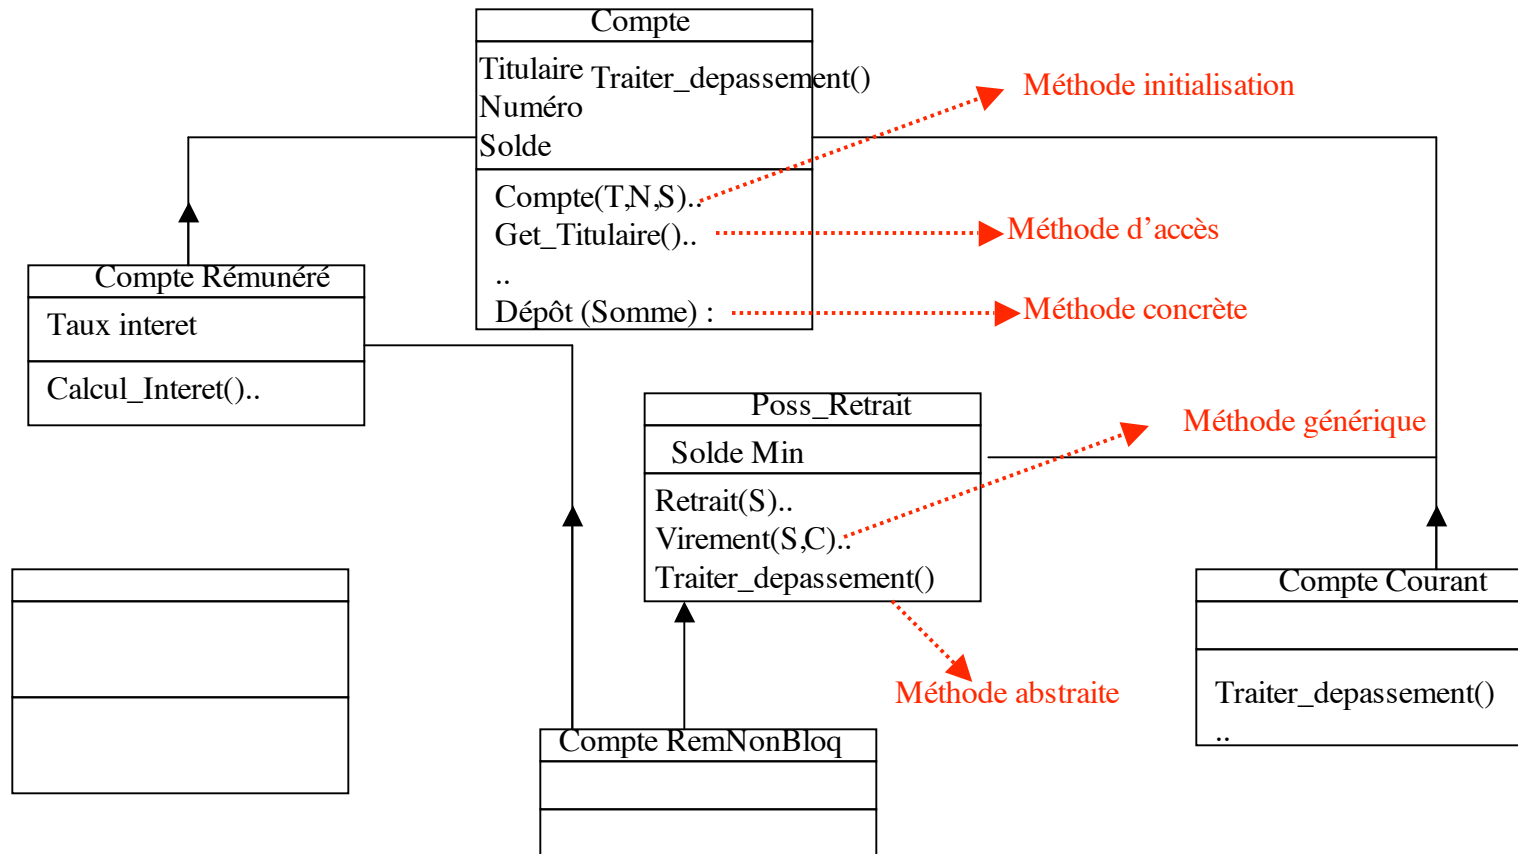 Compte
Titulaire Traiter_depassement()
Numéro
Solde
Méthode initialisation
Compte(T,N,S)..
Get_Titulaire()..
Méthode d’accès
..
Dépôt (Somme) :
Méthode concrète
Compte Rémunéré
Taux interet
Calcul_Interet()..
Poss_Retrait
Solde Min
Retrait(S)..
Virement(S,C)..
Traiter_depassement()
Méthode générique
Méthode abstraite
Compte Courant
Traiter_depassement()
..
Compte RemNonBloq